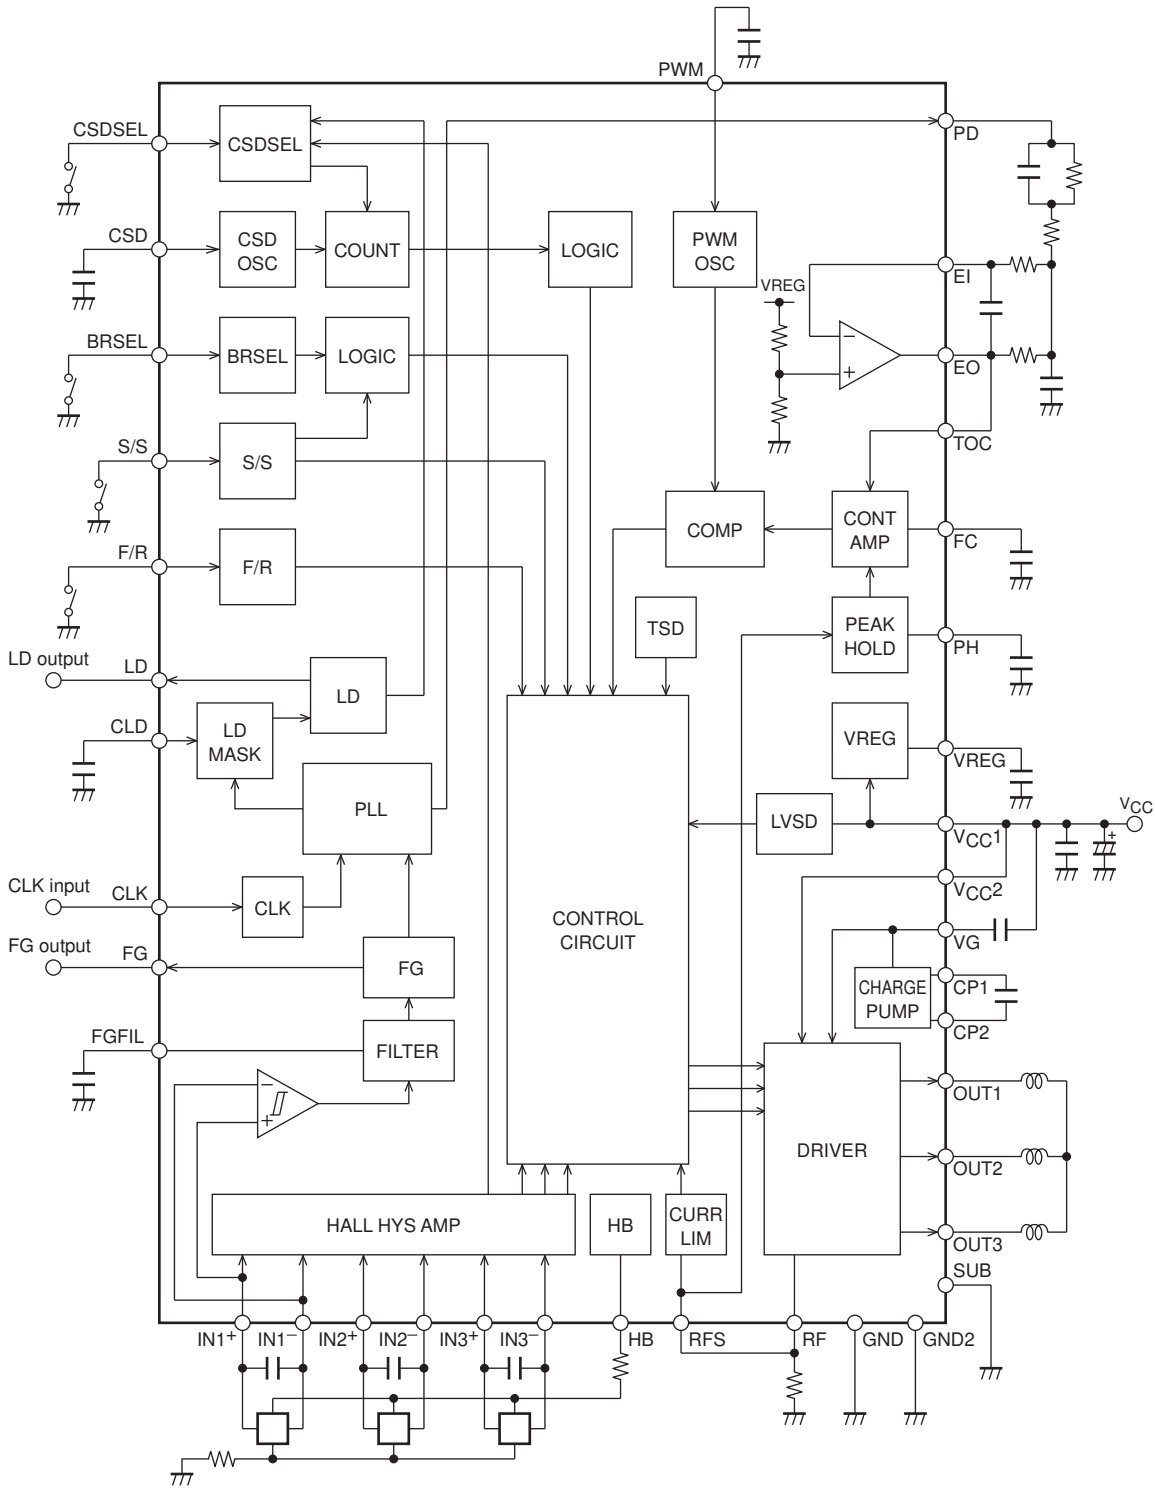 PWM
CSDSEL
CSDSEL
PD
CSD
CSD
OSC
COUNT
LOGIC
PWM
OSC
EI
VREG
BRSEL
BRSEL
LOGIC
−
+
EO
S/S
S/S
TOC
COMP
CONT
AMP
FC
F/R
F/R
TSD
PEAK
HOLD
PH
LD output
LD
LD
CLD
LD
MASK
VREG
VREG
PLL
LVSD
VCC1
VCC
+
CLK input
CLK
CLK
VCC2
CONTROL
CIRCUIT
VG
FG output
FG
FG
CHARGE
PUMP
CP1
CP2
FGFIL
FILTER
−
+
OUT1
DRIVER
OUT2
HALL HYS AMP
HB
CURR
LIM
OUT3
SUB
IN1+
IN1−
IN2+
IN2−
IN3+
IN3−
HB
RFS
RF
GND
GND2